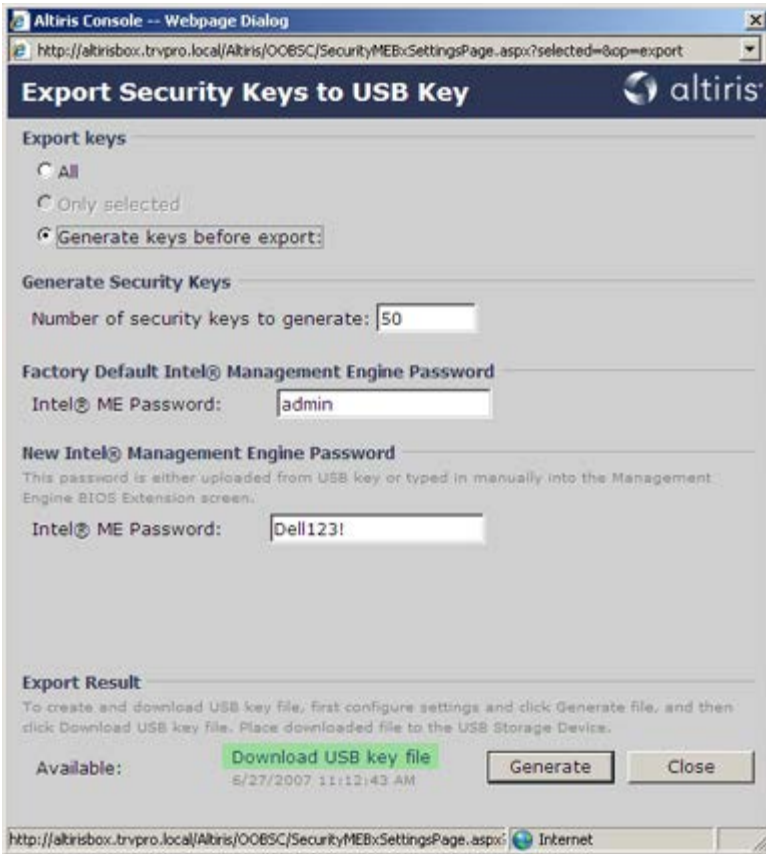 Altiris Console -- Webpage Dialog
http://altirisbox.trvpro.local/Altiris/OOBSC/SecurityMEBxSettingsPage.aspx?selected=&op=export
Export Security Keys to USB Key
altiris
Export keys
All
Only selected
Generate keys before export:
Generate Security Keys
Number of security keys to generate: 50
Factory Default Intel® Management Engine Password
Intel® ME Password: admin
New Intel® Management Engine Password
This password is either uploaded from USB key or typed in manually into the Management
Engine BIOS Extension screen.
Intel® ME Password: Dell123!
Export Result
To create and download USB key file, first configure settings and click Generate file, and then
click Download USB key file. Place downloaded file to the USB Storage Device.
Available: Download USB key file Generate Close
6/27/2007 11:12:43 AM
http://altirisbox.trvpro.local/Altiris/OOBSC/SecurityMEBxSettingsPage.aspx? Internet